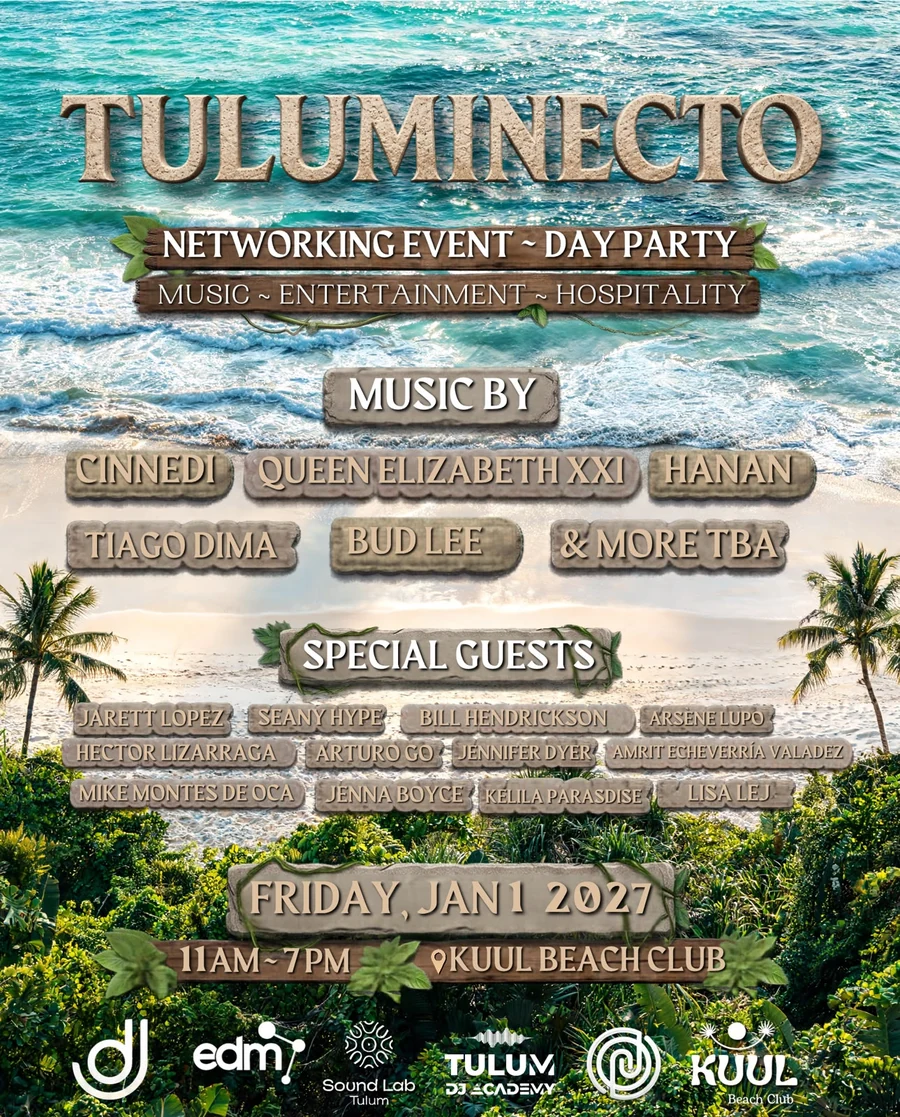 TULUMINECTO
NETWORKING EVENT ~ DAY PARTY
MUSIC ~ ENTERTAINMENT ~ HOSPITALITY
MUSIC BY
CINNEDI QUEEN ELIZABETH XXI HANAN
TIAGO DIMA BUD LEE & MORE TBA
SPECIAL GUESTS
JARETT LOPEZ SEANY HYPE BILL HENDRICKSON ARSENE LUPO
HECTOR LIZARRAGA ARTURO GO JENNIFER DYER AMRIT ECHEVERRÍA VALADEZ
MIKE MONTES DE OCA JENNA BOYCE KELILA PARASDISE LISA LEJ
FRIDAY, JAN 1 2027
11AM~7PM KUUL BEACH CLUB
edm
Sound Lab
Tulum
TULUM
DJ ACADEMY
KUUL
Beach Club